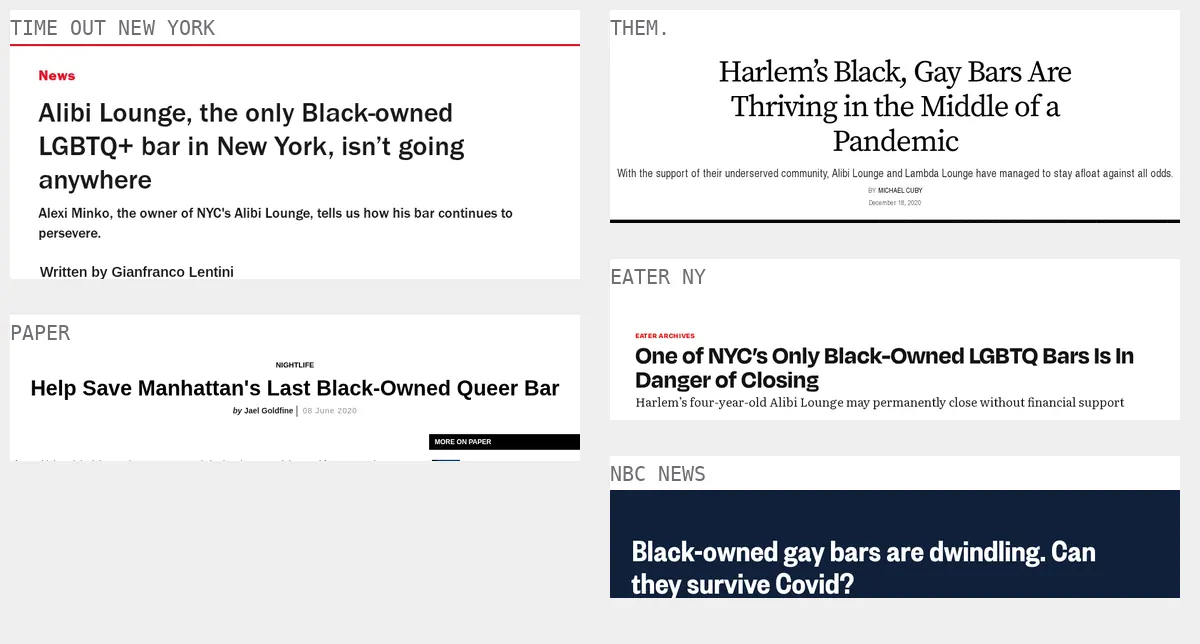 TIME OUT NEW YORK
News
Alibi Lounge, the only Black-owned
LGBTQ+ bar in New York, isn’t going
anywhere
Alexi Minko, the owner of NYC's Alibi Lounge, tells us how his bar continues to
persevere.
Written by Gianfranco Lentini
PAPER
NIGHTLIFE
Help Save Manhattan's Last Black-Owned Queer Bar
by Jael Goldfine | 08 June 2020
MORE ON PAPER
THEM.
Harlem’s Black, Gay Bars Are
Thriving in the Middle of a
Pandemic
With the support of their underserved community, Alibi Lounge and Lambda Lounge have managed to stay afloat against all odds.
BY MICHAEL CUBY
December 18, 2020
EATER NY
EATER ARCHIVES
One of NYC’s Only Black-Owned LGBTQ Bars Is In
Danger of Closing
Harlem’s four-year-old Alibi Lounge may permanently close without financial support
NBC NEWS
Black-owned gay bars are dwindling. Can
they survive Covid?